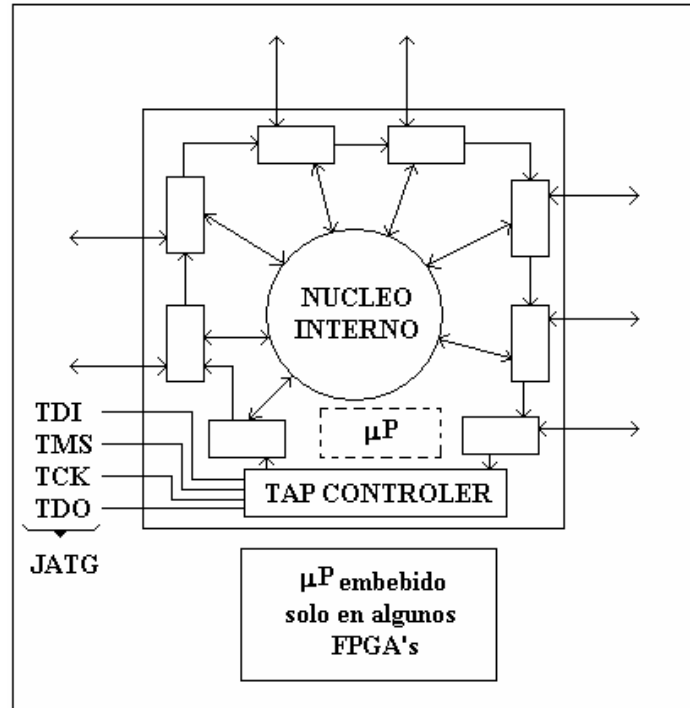 NUCLEO
INTERNO
μP
TDI
TMS
TCK
TDO
TAP CONTROLER
JATG
μP embebido
solo en algunos
FPGA's